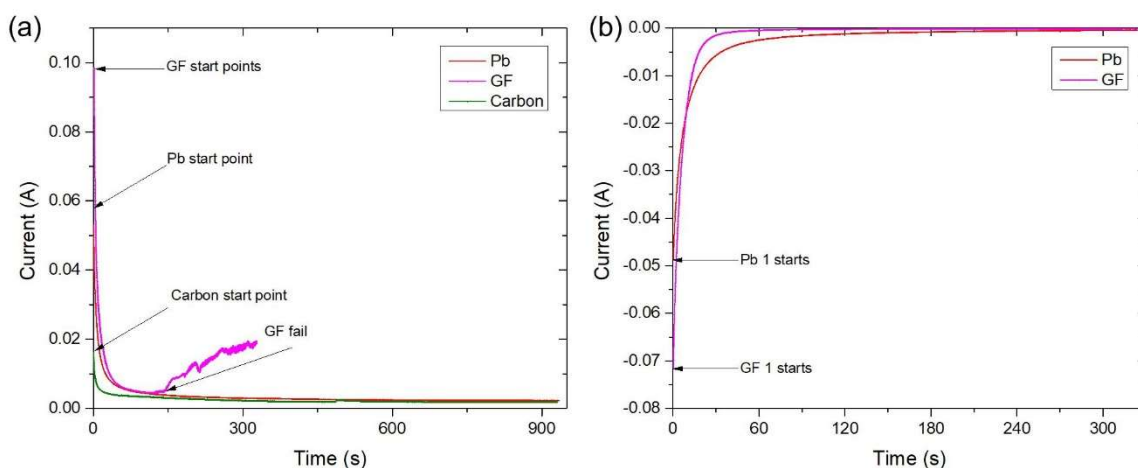 (a)
0.10
0.08
0.06
0.04
0.02
0.00
Current (A)
GF start points
Pb start point
Carbon start point
GF fail
Pb
GF
Carbon
0
300
600
900
Time (s)
(b)
0.00
-0.01
-0.02
-0.03
-0.04
-0.05
-0.06
-0.07
-0.08
Current (A)
Pb
GF
Pb 1 starts
GF 1 starts
0
60
120
180
240
300
Time (s)